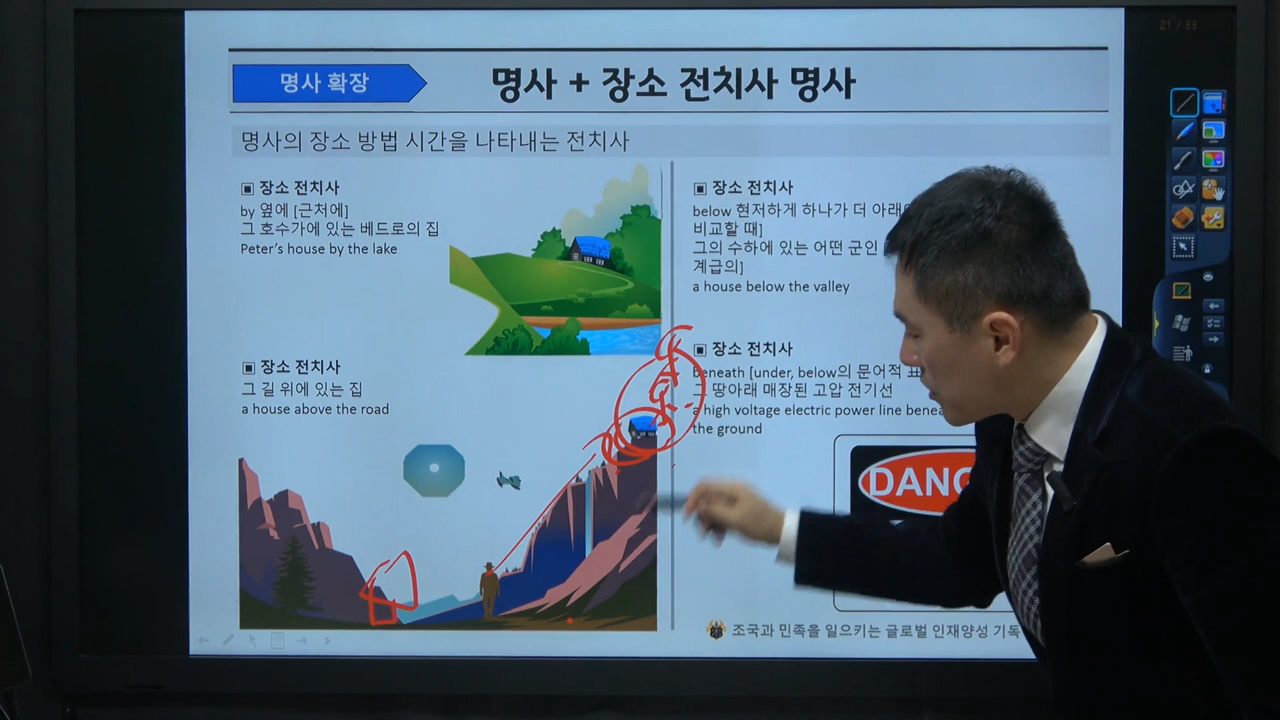 21 / 33
명사 확장
명사 + 장소 전치사 명사
명사의 장소 방법 시간을 나타내는 전치사
▣ 장소 전치사
by 옆에 [근처에]
그 호수가에 있는 베드로의 집
Peter's house by the lake
▣ 장소 전치사
그 길 위에 있는 집
a house above the road
▣ 장소 전치사
below 현저하게 하나가 더
비교할 때]
그의 수하에 있는 어떤 군인
계급의]
a house below the valley
▣ 장소 전치사
beneath [under, below의 문어적
그 땅아래 매장된 고압 전기선
a high voltage electric power line
the ground
조국과 민족을 일으키는 글로벌 인재양성